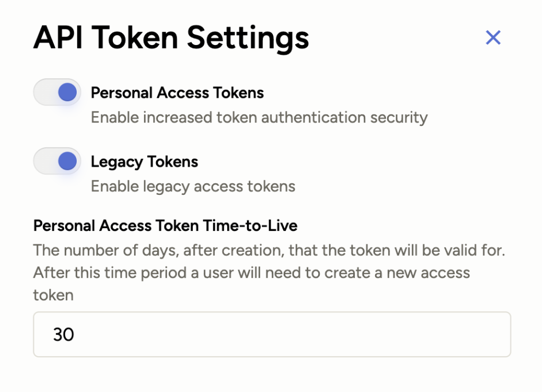 API Token Settings
Personal Access Tokens
Enable increased token authentication security
Legacy Tokens
Enable legacy access tokens
Personal Access Token Time-to-Live
The number of days, after creation, that the token will be valid for.
After this time period a user will need to create a new access
token
30